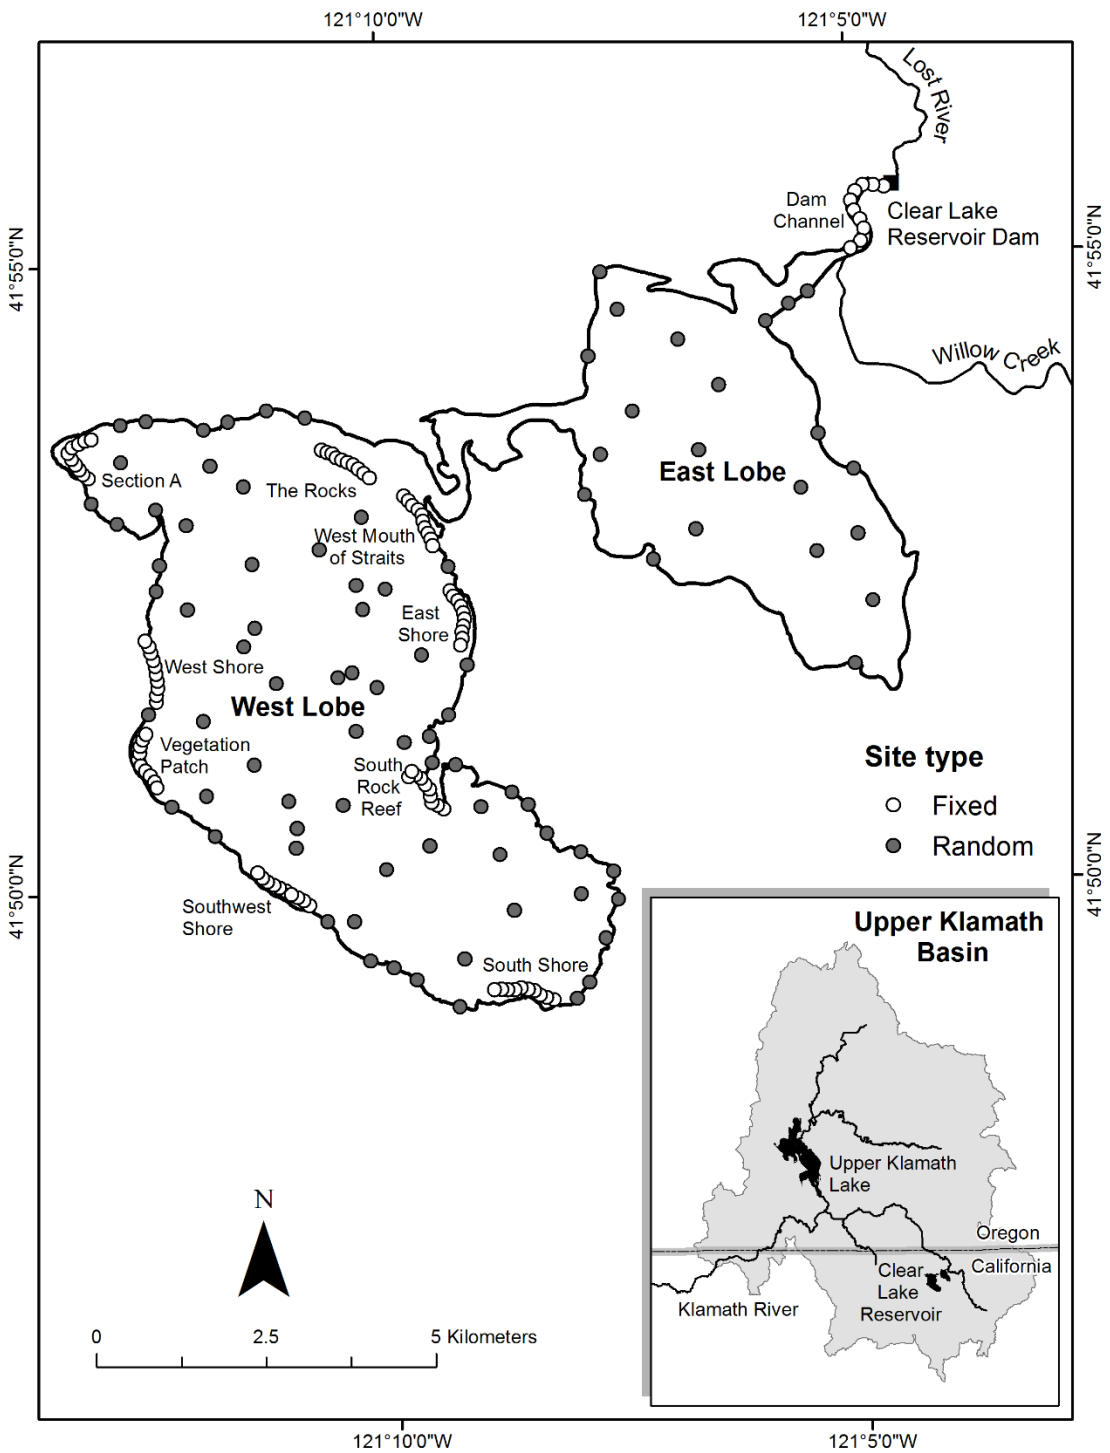 121°10'0"W
121°5'0"W
Lost River
Dam
Channel
Clear Lake
Reservoir Dam
41°55'0"N
41°55'0"N
Willow Creek
East Lobe
Section A
The Rocks
West Mouth
of Straits
East
Shore
West Shore
West Lobe
Vegetation
Patch
South
Rock
Reef
Site type
Fixed
Random
41°50'0"N
41°50'0"N
Southwest
Shore
South Shore
Upper Klamath
Basin
Upper Klamath
Lake
Oregon
California
Clear
Lake
Reservoir
Klamath River
N
0
2.5
5 Kilometers
121°10'0"W
121°5'0"W